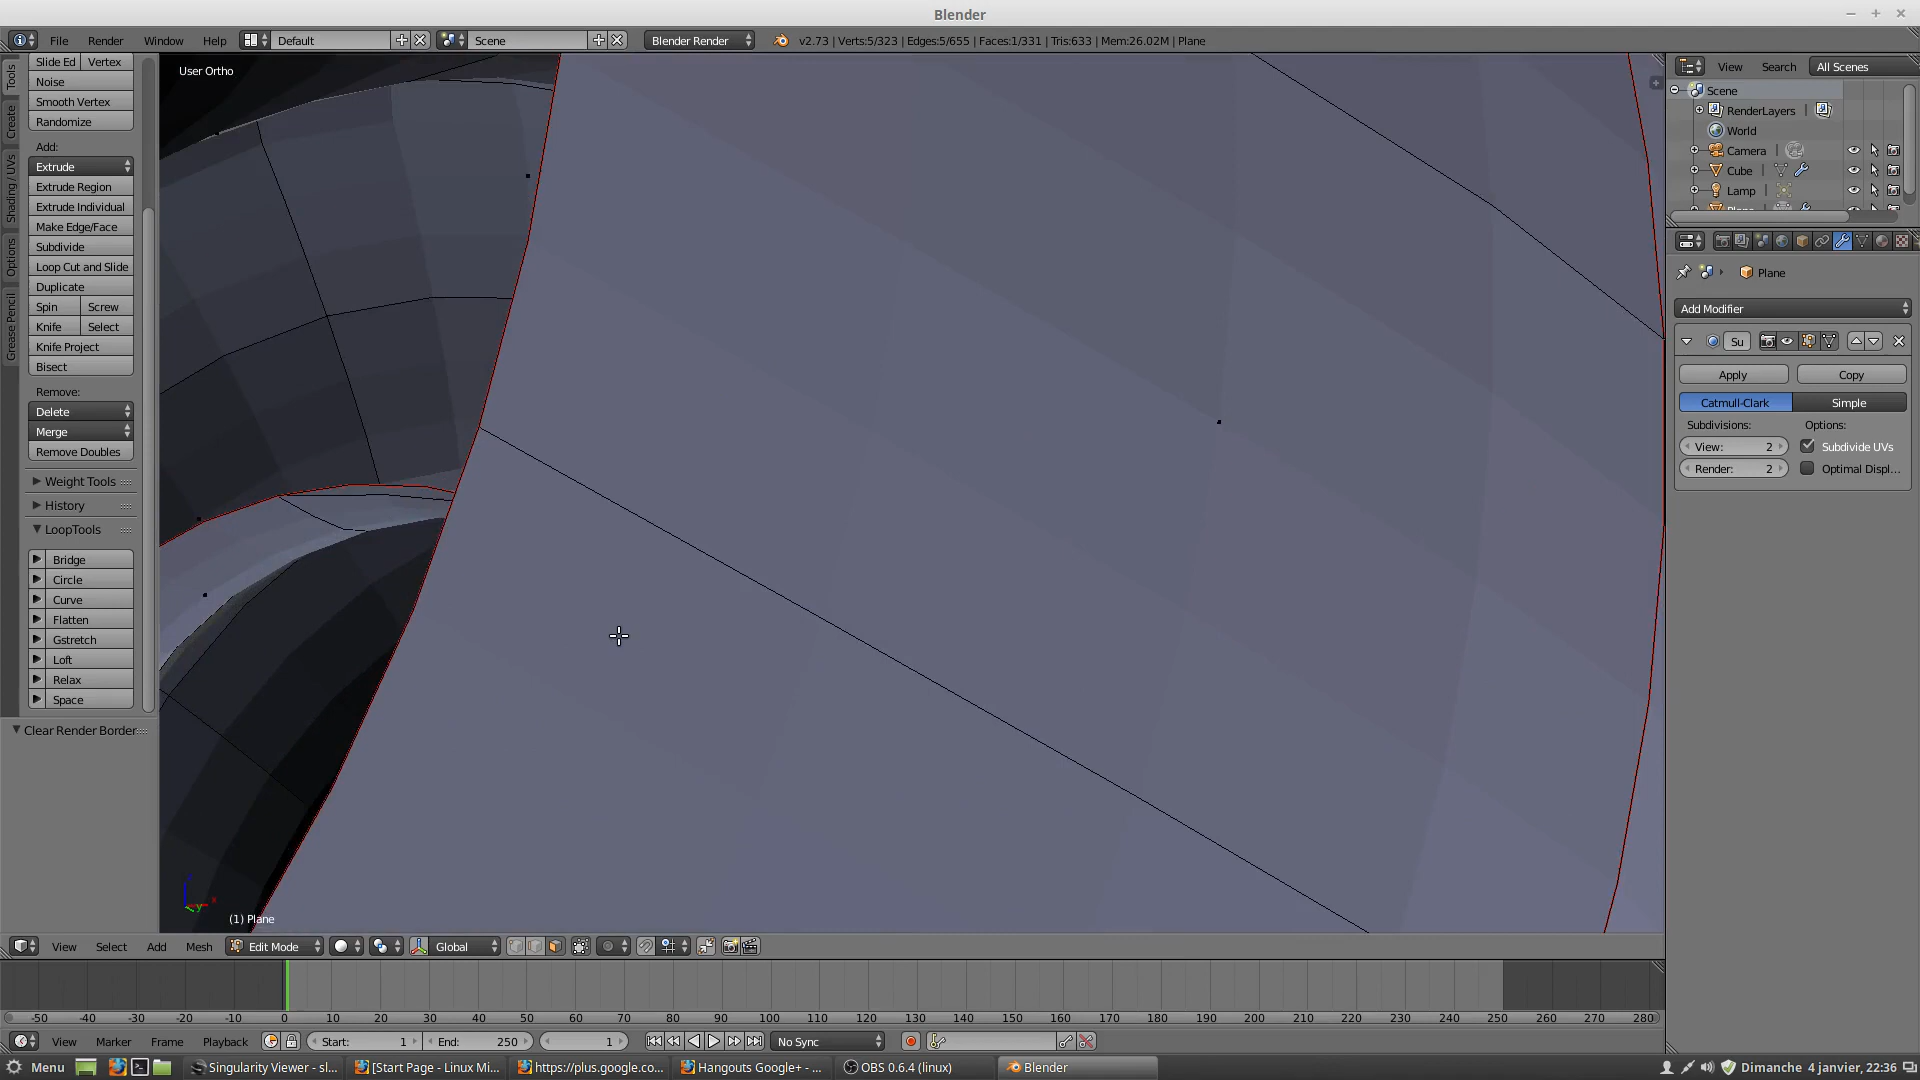 Blender
File Render Window Help Default Scene Blender Render v2.73 | Verts:5/323 | Edges:5/655 | Faces:1/331 | Tris:633 | Mem:26.02M | Plane
Tools
Create
Shading / UVs
Options
Grease Pencil
Slide Ed Vertex
Noise
Smooth Vertex
Randomize
Add:
Extrude
Extrude Region
Extrude Individual
Make Edge/Face
Subdivide
Loop Cut and Slide
Duplicate
Spin Screw
Knife Select
Knife Project
Bisect
Remove:
Delete
Merge
Remove Doubles
Weight Tools
History
LoopTools
Bridge
Circle
Curve
Flatten
Gstretch
Loft
Relax
Space
Clear Render Border
User Ortho
(1) Plane
View Search All Scenes
Scene
RenderLayers
World
Camera
Cube
Lamp
Plane
Add Modifier
Su
Apply Copy
Catmull-Clark Simple
Subdivisions: Options:
View: 2 Subdivide UVs
Render: 2 Optimal Displ...
View Select Add Mesh Edit Mode Global
-50 -40 -30 -20 -10 0 10 20 30 40 50 60 70 80 90 100 110 120 130 140 150 160 170 180 190 200 210 220 230 240 250 260 270 280
View Marker Frame Playback Start: 1 End: 250 1 No Sync
Menu Singularity Viewer - sl... [Start Page - Linux Mi... https://plus.google.co... Hangouts Google+ - ... OBS 0.6.4 (linux) Blender Dimanche 4 janvier, 22:36